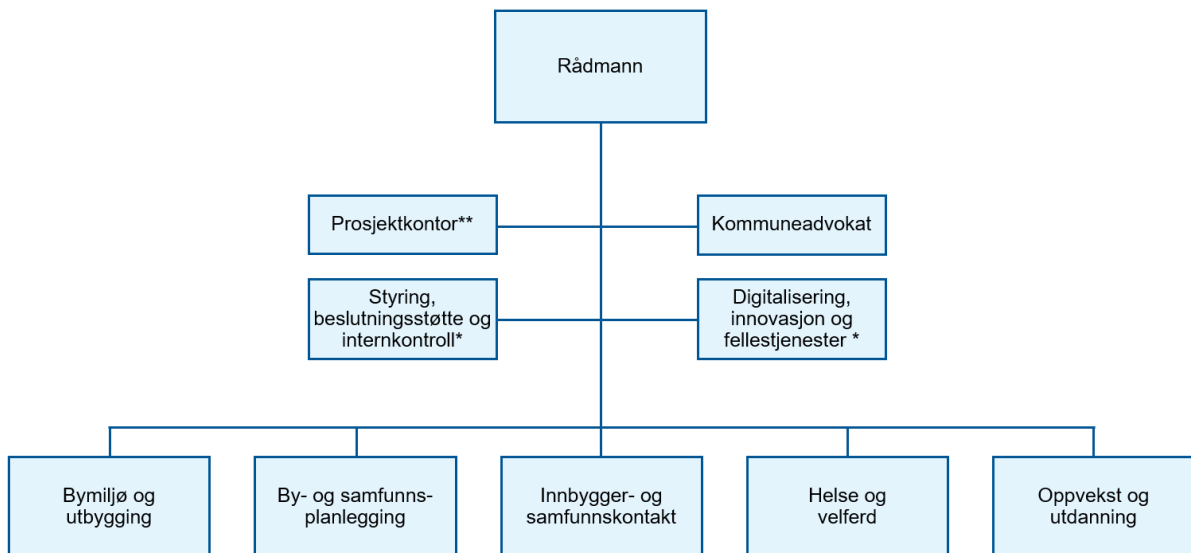 Rådmann
Prosjektkontor**
Kommuneadvokat
Styring,
beslutningsstøtte og
internkontroll*
Digitalisering,
innovasjon og
fellestjenester *
Bymiljø og
utbygging
By- og samfunns-
planlegging
Innbygger- og
samfunnskontakt
Helse og
velferd
Oppvekst og
utdanning